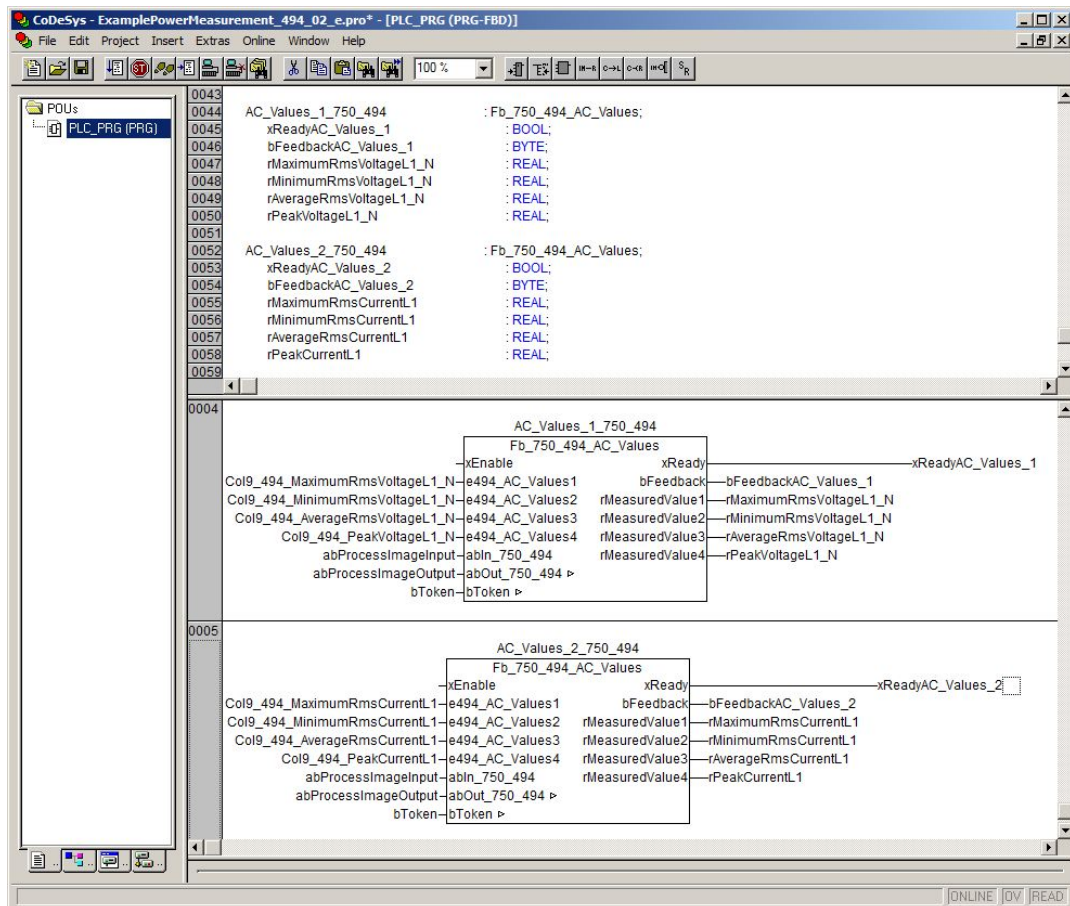 CoDeSys - ExamplePowerMeasurement_494_02_e.pro* - [PLC_PRG (PRG-FBD)]
File Edit Project Insert Extras Online Window Help
100 %
POUs
PLC_PRG (PRG)
0043
0044 AC_Values_1_750_494 : Fb_750_494_AC_Values;
0045 xReadyAC_Values_1 : BOOL;
0046 bFeedbackAC_Values_1 : BYTE;
0047 rMaximumRmsVoltageL1_N : REAL;
0048 rMinimumRmsVoltageL1_N : REAL;
0049 rAverageRmsVoltageL1_N : REAL;
0050 rPeakVoltageL1_N : REAL;
0051
0052 AC_Values_2_750_494 : Fb_750_494_AC_Values;
0053 xReadyAC_Values_2 : BOOL;
0054 bFeedbackAC_Values_2 : BYTE;
0055 rMaximumRmsCurrentL1 : REAL;
0056 rMinimumRmsCurrentL1 : REAL;
0057 rAverageRmsCurrentL1 : REAL;
0058 rPeakCurrentL1 : REAL;
0059
0004
AC_Values_1_750_494
Fb_750_494_AC_Values
xEnable xReady xReadyAC_Values_1
Col9_494_MaximumRmsVoltageL1_N e494_AC_Values1 bFeedback bFeedbackAC_Values_1
Col9_494_MinimumRmsVoltageL1_N e494_AC_Values2 rMeasuredValue1 rMaximumRmsVoltageL1_N
Col9_494_AverageRmsVoltageL1_N e494_AC_Values3 rMeasuredValue2 rMinimumRmsVoltageL1_N
Col9_494_PeakVoltageL1_N e494_AC_Values4 rMeasuredValue3 rAverageRmsVoltageL1_N
abProcessImageInput abIn_750_494 rMeasuredValue4 rPeakVoltageL1_N
abProcessImageOutput abOut_750_494
bToken bToken
0005
AC_Values_2_750_494
Fb_750_494_AC_Values
xEnable xReady xReadyAC_Values_2
Col9_494_MaximumRmsCurrentL1 e494_AC_Values1 bFeedback bFeedbackAC_Values_2
Col9_494_MinimumRmsCurrentL1 e494_AC_Values2 rMeasuredValue1 rMaximumRmsCurrentL1
Col9_494_AverageRmsCurrentL1 e494_AC_Values3 rMeasuredValue2 rMinimumRmsCurrentL1
Col9_494_PeakCurrentL1 e494_AC_Values4 rMeasuredValue3 rAverageRmsCurrentL1
abProcessImageInput abIn_750_494 rMeasuredValue4 rPeakCurrentL1
abProcessImageOutput abOut_750_494
bToken bToken
ONLINE OV READ